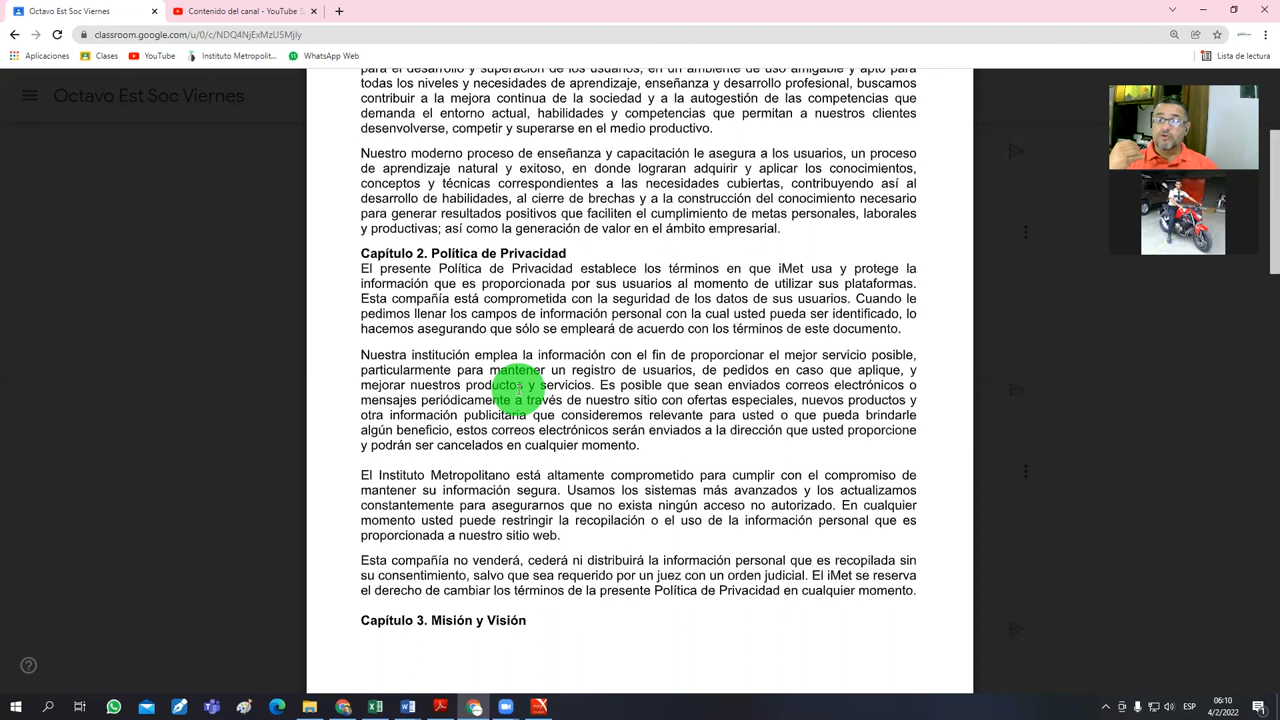 Octavo Est Soc Viernes
Contenido del canal - YouTube S
classroom.google.com/u/0/c/NDQ4NjExMzU5Mjly
Aplicaciones
Clases
YouTube
Instituto Metropolit...
WhatsApp Web
Lista de lectura
Octavo Est Soc Viernes
para el desarrollo y superación de los usuarios, en un ambiente de uso amigable y apto para
todos los niveles y necesidades de aprendizaje, enseñanza y desarrollo profesional, buscamos
contribuir a la mejora continua de la sociedad y a la autogestión de las competencias que
demanda el entorno actual, habilidades y competencias que permitan a nuestros clientes
desenvolverse, competir y superarse en el medio productivo.
Nuestro moderno proceso de enseñanza y capacitación le asegura a los usuarios, un proceso
de aprendizaje natural y exitoso, en donde lograran adquirir y aplicar los conocimientos,
conceptos y técnicas correspondientes a las necesidades cubiertas, contribuyendo así al
desarrollo de habilidades, al cierre de brechas y a la construcción del conocimiento necesario
para generar resultados positivos que faciliten el cumplimiento de metas personales, laborales
y productivas; así como la generación de valor en el ámbito empresarial.
Capítulo 2. Política de Privacidad
El presente Política de Privacidad establece los términos en que iMet usa y protege la
información que es proporcionada por sus usuarios al momento de utilizar sus plataformas.
Esta compañía está comprometida con la seguridad de los datos de sus usuarios. Cuando le
pedimos llenar los campos de información personal con la cual usted pueda ser identificado, lo
hacemos asegurando que sólo se empleará de acuerdo con los términos de este documento.
Nuestra institución emplea la información con el fin de proporcionar el mejor servicio posible,
particularmente para mantener un registro de usuarios, de pedidos en caso que aplique, y
mejorar nuestros productos y servicios. Es posible que sean enviados correos electrónicos o
mensajes periódicamente a través de nuestro sitio con ofertas especiales, nuevos productos y
otra información publicitaria que consideremos relevante para usted o que pueda brindarle
algún beneficio, estos correos electrónicos serán enviados a la dirección que usted proporcione
y podrán ser cancelados en cualquier momento.
El Instituto Metropolitano está altamente comprometido para cumplir con el compromiso de
mantener su información segura. Usamos los sistemas más avanzados y los actualizamos
constantemente para asegurarnos que no exista ningún acceso no autorizado. En cualquier
momento usted puede restringir la recopilación o el uso de la información personal que es
proporcionada a nuestro sitio web.
Esta compañía no venderá, cederá ni distribuirá la información personal que es recopilada sin
su consentimiento, salvo que sea requerido por un juez con un orden judicial. El iMet se reserva
el derecho de cambiar los términos de la presente Política de Privacidad en cualquier momento.
Capítulo 3. Misión y Visión
ESP
06:10
4/2/2022